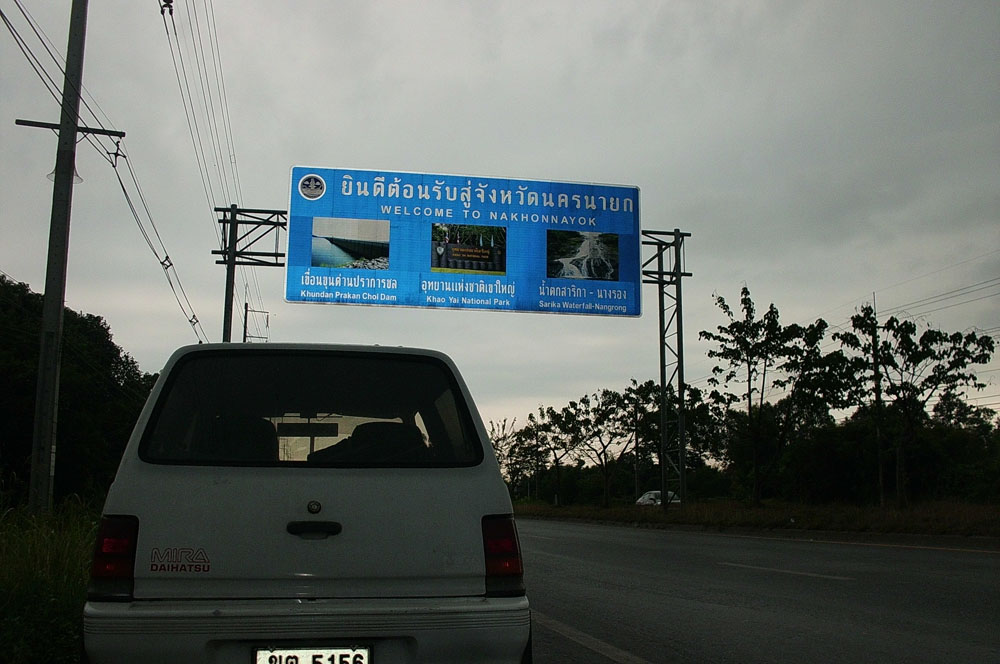 ยินดีต้อนรับสู่จังหวัดนครนายก
WELCOME TO NAKHONNAYOK
เขื่อนขุนด่านปราการชล
Khundan Prakan Chol Dam
อุทยานแห่งชาติเขาใหญ่
Khao Yai National Park
น้ำตกสาริกา - นางรอง
Sarika Waterfall-Nangrong
MIRA
DAIHATSU
ขต 5156